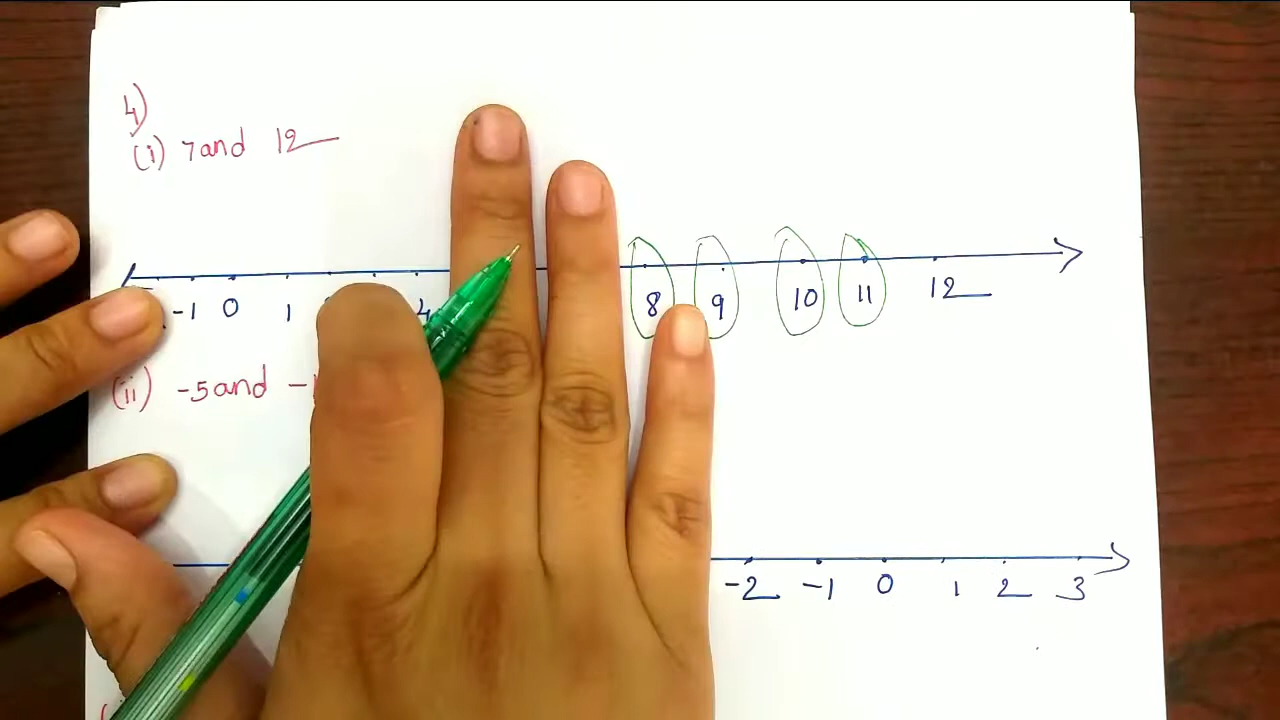 4)
(i) 7 and 12
-1 0 1 4 8 9 10 11 12
(ii) -5 and
-2 -1 0 1 2 3